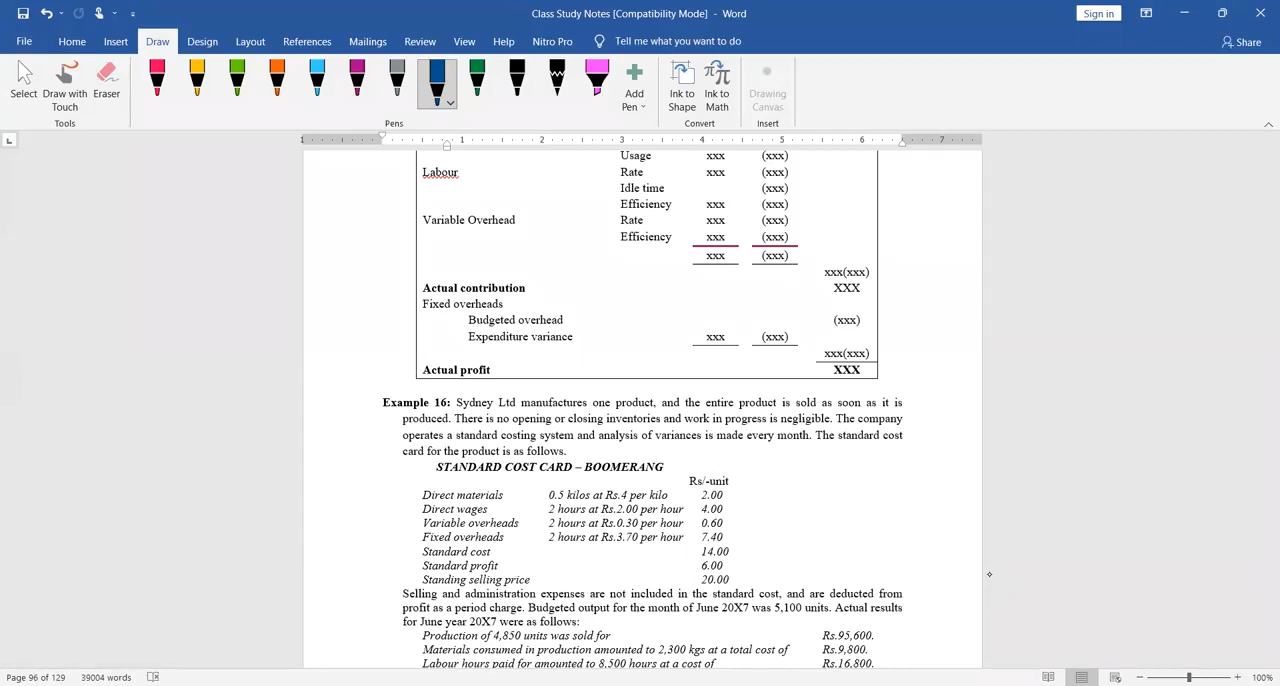 Class Study Notes [Compatibility Mode] - Word
Sign in
File Home Insert Draw Design Layout References Mailings Review View Help Nitro Pro Tell me what you want to do
Share
Select Draw with Touch Eraser
Add Pen
Ink to Shape Ink to Math
Drawing Canvas
Tools Pens Convert Insert
1 1 2 3 4 5 6 7
Usage xxx (xxx)
Labour Rate xxx (xxx)
Idle time (xxx)
Efficiency xxx (xxx)
Variable Overhead Rate xxx (xxx)
Efficiency xxx (xxx)
xxx (xxx)
xxx(xxx)
Actual contribution XXX
Fixed overheads
Budgeted overhead (xxx)
Expenditure variance xxx (xxx)
xxx(xxx)
Actual profit XXX
Example 16: Sydney Ltd manufactures one product, and the entire product is sold as soon as it is
produced. There is no opening or closing inventories and work in progress is negligible. The company
operates a standard costing system and analysis of variances is made every month. The standard cost
card for the product is as follows.
STANDARD COST CARD – BOOMERANG
Rs/-unit
Direct materials 0.5 kilos at Rs.4 per kilo 2.00
Direct wages 2 hours at Rs.2.00 per hour 4.00
Variable overheads 2 hours at Rs.0.30 per hour 0.60
Fixed overheads 2 hours at Rs.3.70 per hour 7.40
Standard cost 14.00
Standard profit 6.00
Standing selling price 20.00
Selling and administration expenses are not included in the standard cost, and are deducted from
profit as a period charge. Budgeted output for the month of June 20X7 was 5,100 units. Actual results
for June year 20X7 were as follows:
Production of 4,850 units was sold for Rs.95,600.
Materials consumed in production amounted to 2,300 kgs at a total cost of Rs.9,800.
Labour hours paid for amounted to 8,500 hours at a cost of Rs.16,800.
Page 96 of 129 39004 words 100%